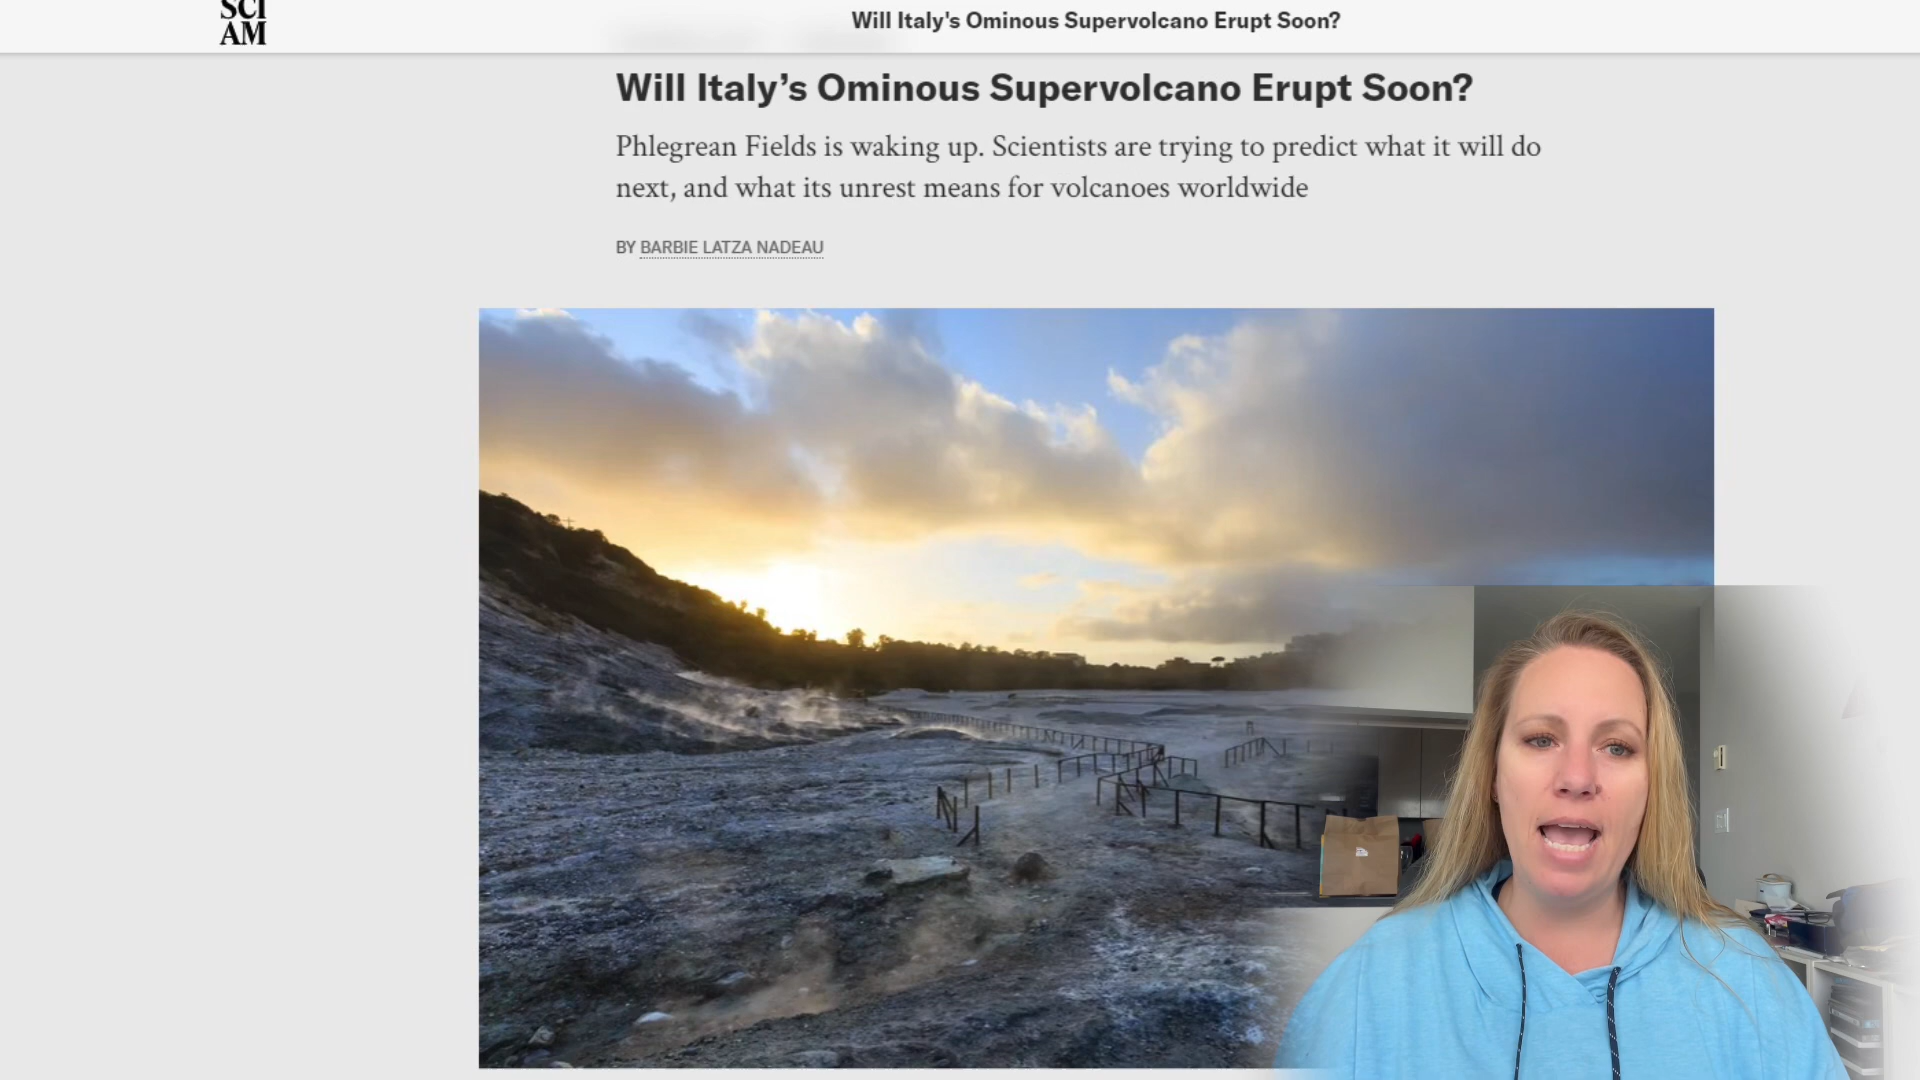 SCI
AM
Will Italy's Ominous Supervolcano Erupt Soon?
Will Italy’s Ominous Supervolcano Erupt Soon?
Phlegrean Fields is waking up. Scientists are trying to predict what it will do
next, and what its unrest means for volcanoes worldwide
BY BARBIE LATZA NADEAU